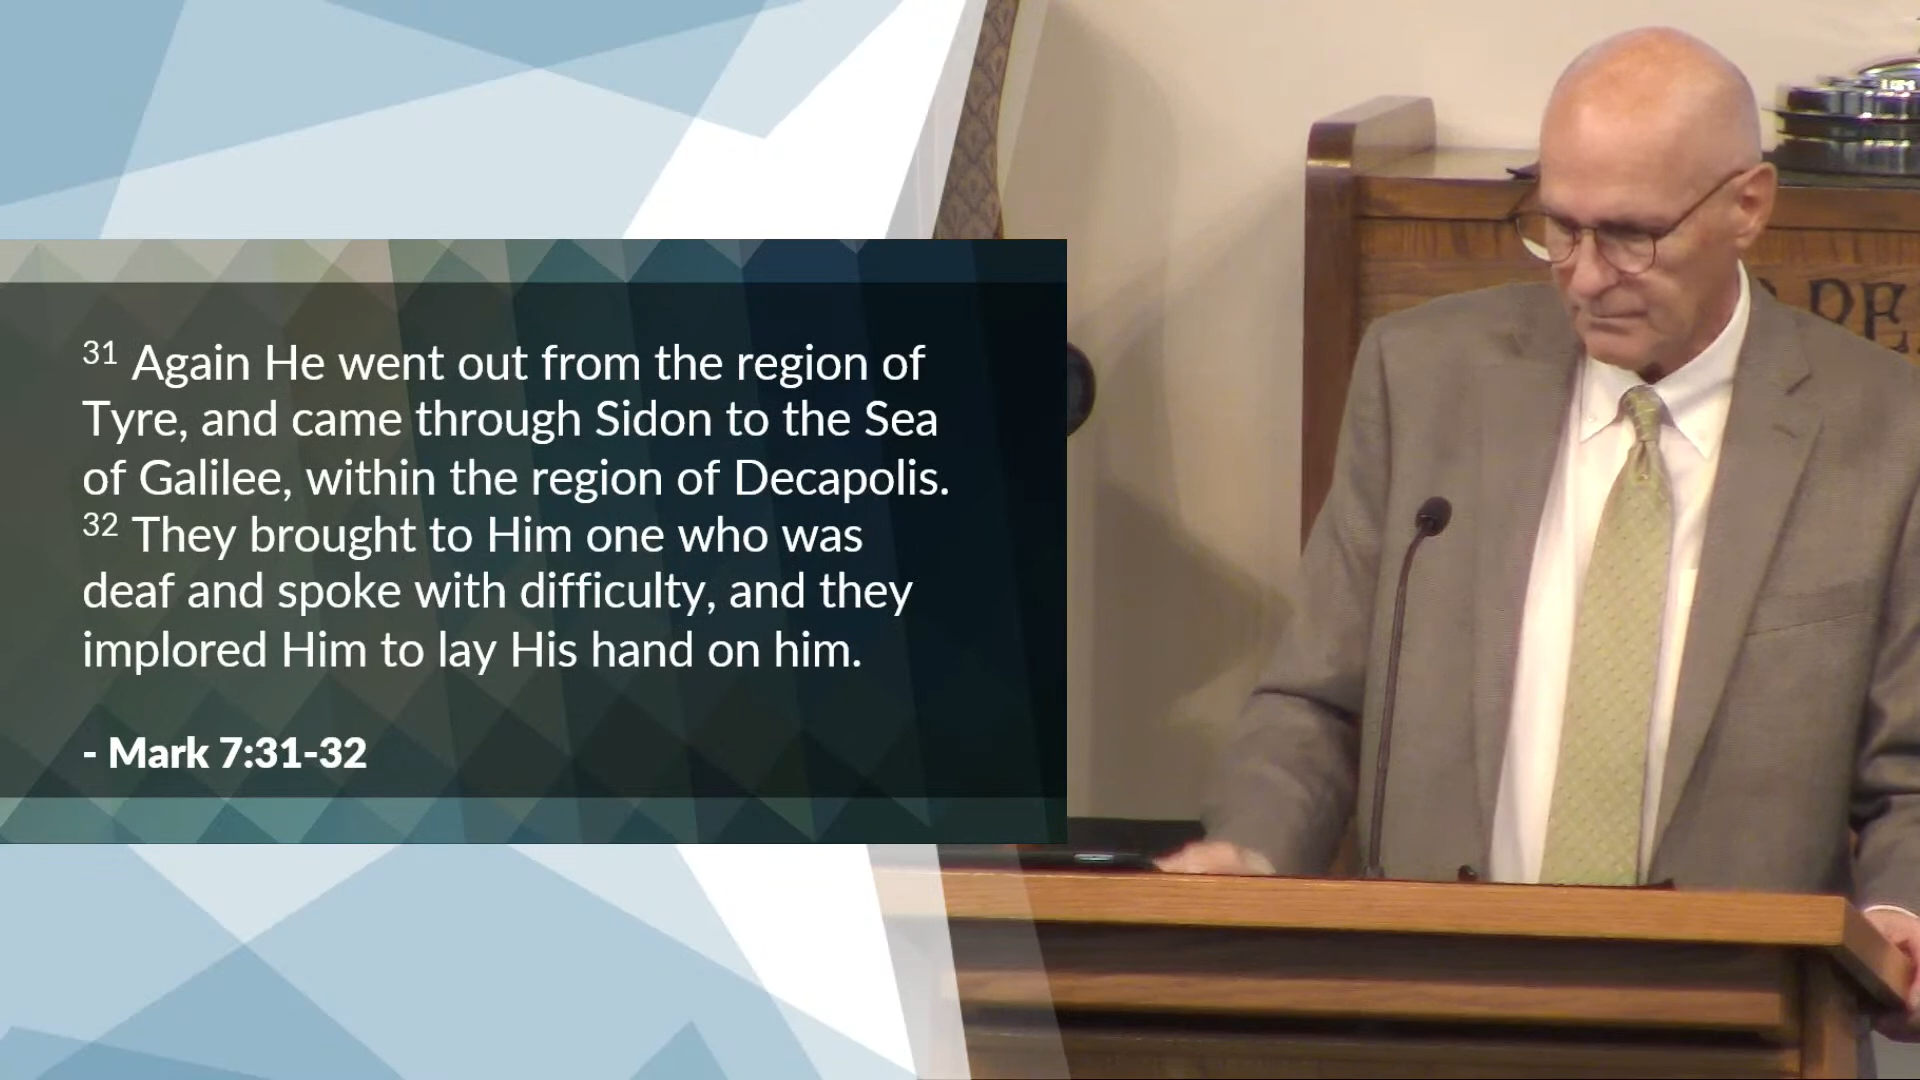 31 Again He went out from the region of
Tyre, and came through Sidon to the Sea
of Galilee, within the region of Decapolis.
32 They brought to Him one who was
deaf and spoke with difficulty, and they
implored Him to lay His hand on him.
- Mark 7:31-32